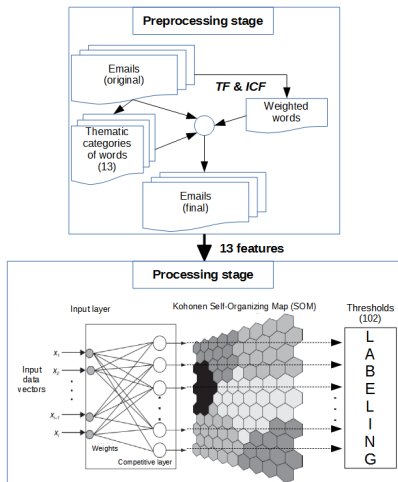 Preprocessing stage
Emails
(original)
TF & ICF
Weighted
words
Thematic
categories
of words
(13)
Emails
(final)
13 features
Processing stage
Input layer
Kohonen Self-Organizing Map (SOM)
Thresholds
(102)
x1
x2
Input
data
vectors
xi-1
xi
Weights
Competitive layer
L
A
B
E
L
I
N
G